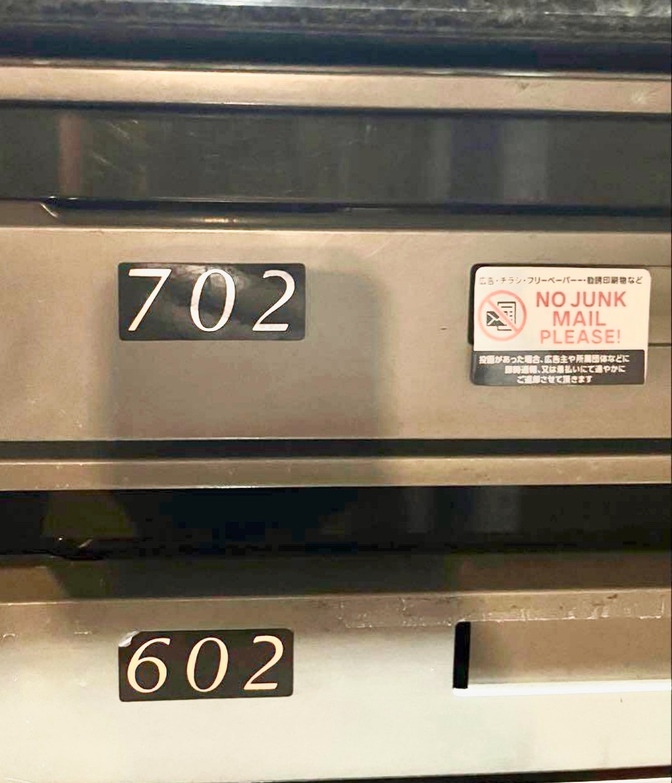 702
広告・チラシ・フリーペーパー・勧誘印刷物など
NO JUNK
MAIL
PLEASE!
投函があった場合、広告主や所属団体などに
即時通報、又は着払いにて速やかに
ご返却させて頂きます
602